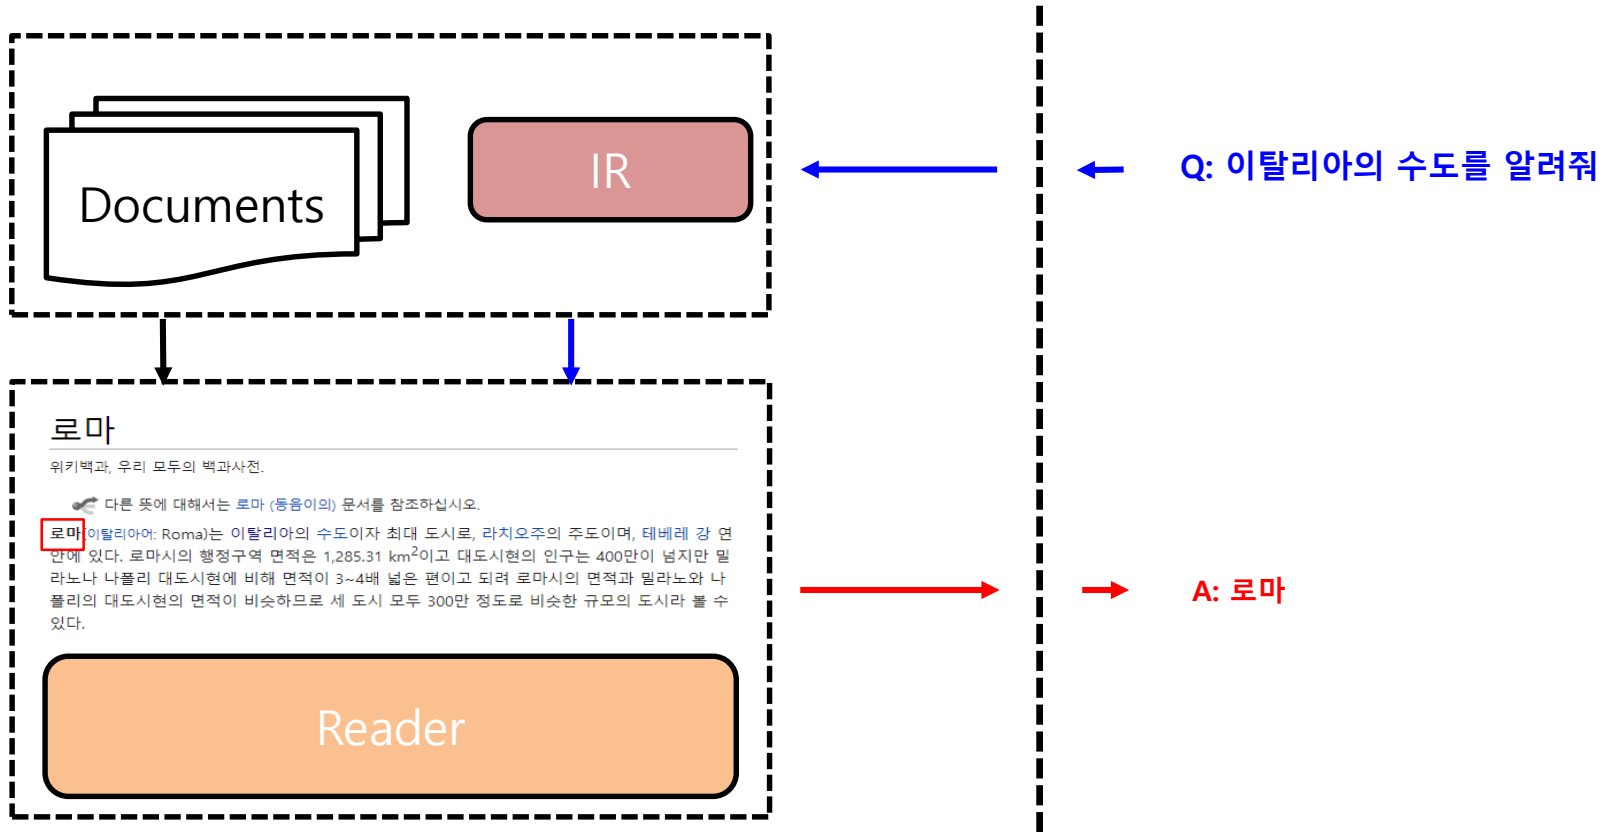 Documents
IR
Q: 이탈리아의 수도를 알려줘
로마
위키백과, 우리 모두의 백과사전.
다른 뜻에 대해서는 로마 (동음이의) 문서를 참조하십시오.
로마(이탈리아어: Roma)는 이탈리아의 수도이자 최대 도시로, 라치오주의 주도이며, 테베레 강 연
안에 있다. 로마시의 행정구역 면적은 1,285.31 km²이고 대도시현의 인구는 400만이 넘지만 밀
라노나 나폴리 대도시현에 비해 면적이 3~4배 넓은 편이고 되려 로마시의 면적과 밀라노와 나
폴리의 대도시현의 면적이 비슷하므로 세 도시 모두 300만 정도로 비슷한 규모의 도시라 볼 수
있다.
A: 로마
Reader